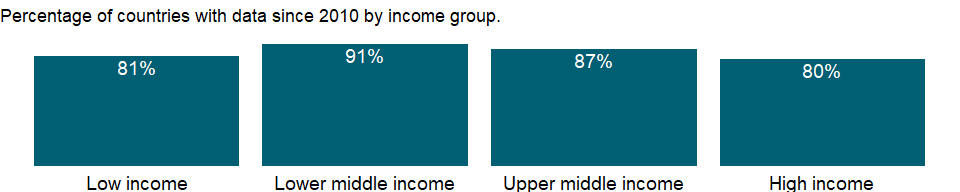 Percentage of countries with data since 2010 by income group.
81%
91%
87%
80%
Low income
Lower middle income
Upper middle income
High income